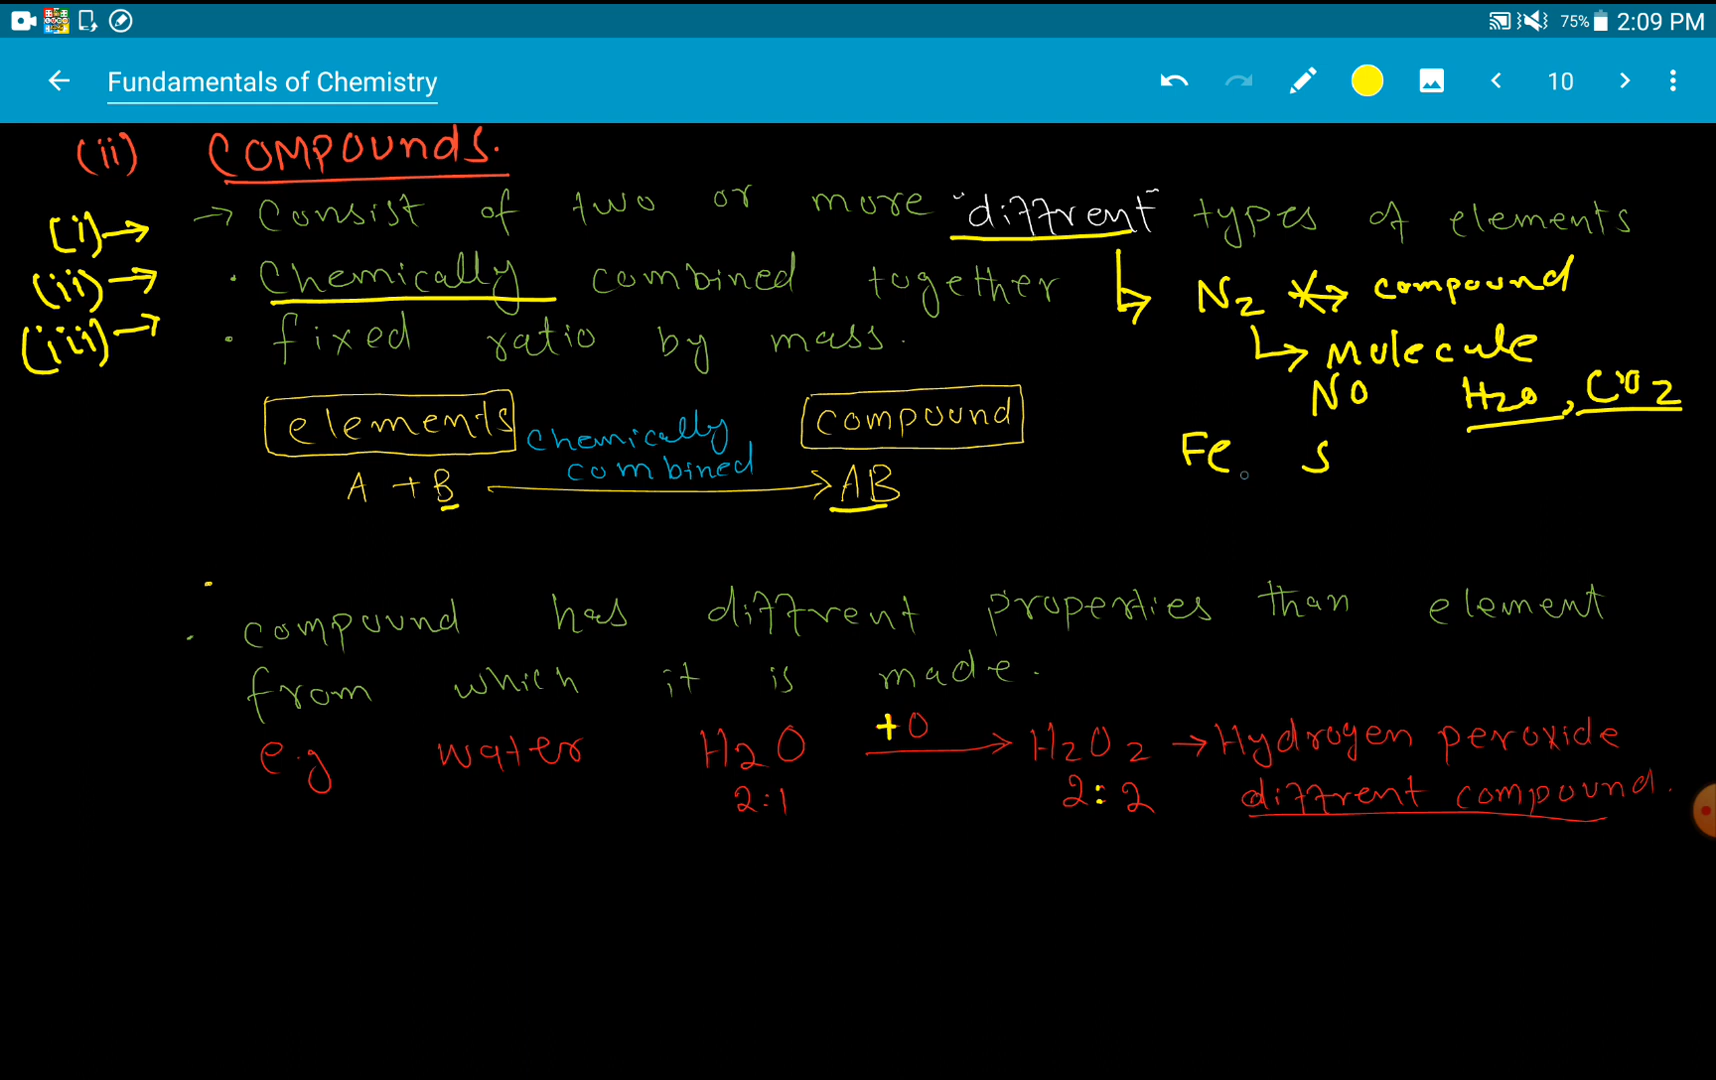 75% 2:09 PM
Fundamentals of Chemistry
10
(ii) COMPOUNDS.
(i)→ → Consist of two or more "diffrent" types of elements
(ii)→ • Chemically combined together
(iii)→ • fixed ratio by mass.
N2 → compound
↳ Molecule
NO H2O, CO2
Fe S
elements chemically combined compound
A + B → AB
• compound has diffrent properties than element
from which it is made.
e.g water H2O +O → H2O2 → Hydrogen peroxide
2:1 2:2 diffrent compound.